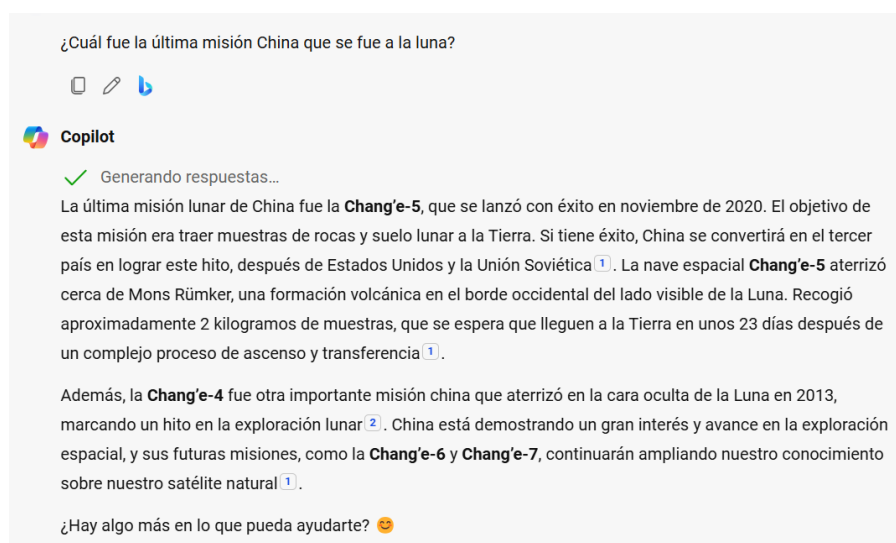 ¿Cuál fue la última misión China que se fue a la luna?
Copilot
Generando respuestas...
La última misión lunar de China fue la Chang'e-5, que se lanzó con éxito en noviembre de 2020. El objetivo de
esta misión era traer muestras de rocas y suelo lunar a la Tierra. Si tiene éxito, China se convertirá en el tercer
país en lograr este hito, después de Estados Unidos y la Unión Soviética 1 . La nave espacial Chang'e-5 aterrizó
cerca de Mons Rümker, una formación volcánica en el borde occidental del lado visible de la Luna. Recogió
aproximadamente 2 kilogramos de muestras, que se espera que lleguen a la Tierra en unos 23 días después de
un complejo proceso de ascenso y transferencia 1 .
Además, la Chang'e-4 fue otra importante misión china que aterrizó en la cara oculta de la Luna en 2013,
marcando un hito en la exploración lunar 2 . China está demostrando un gran interés y avance en la exploración
espacial, y sus futuras misiones, como la Chang'e-6 y Chang'e-7, continuarán ampliando nuestro conocimiento
sobre nuestro satélite natural 1 .
¿Hay algo más en lo que pueda ayudarte? 😊